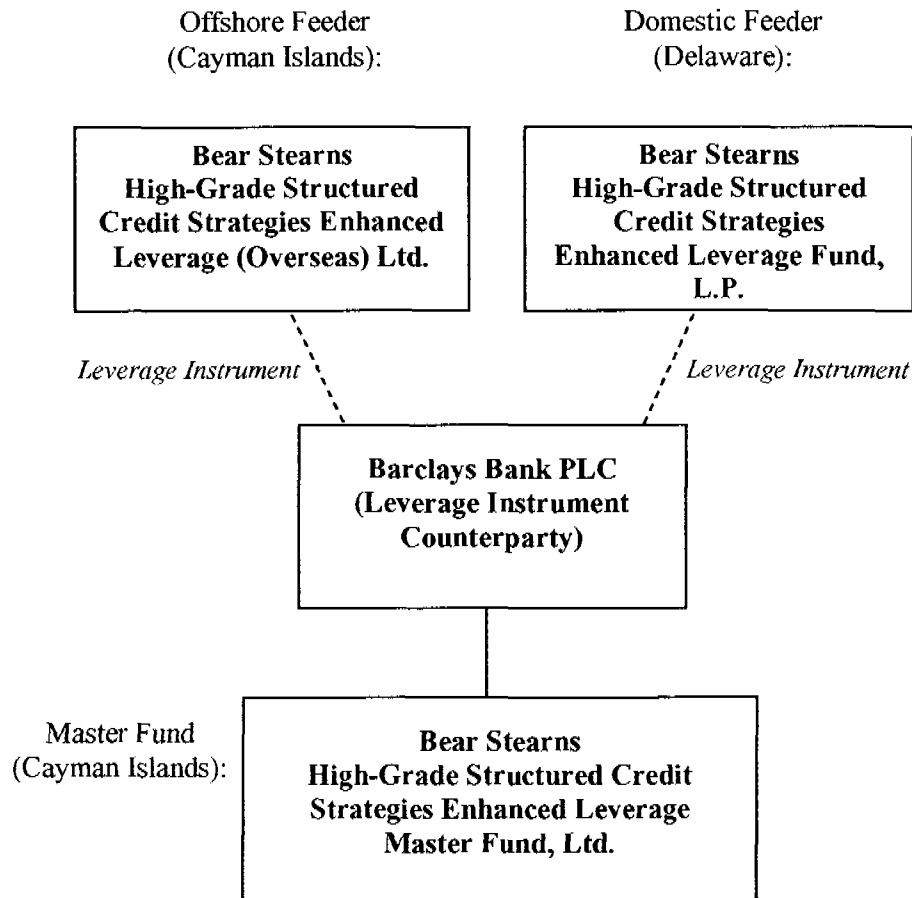 Offshore Feeder
(Cayman Islands):
Domestic Feeder
(Delaware):
Bear Stearns
High-Grade Structured
Credit Strategies Enhanced
Leverage (Overseas) Ltd.
Bear Stearns
High-Grade Structured
Credit Strategies
Enhanced Leverage Fund,
L.P.
Leverage Instrument
Leverage Instrument
Barclays Bank PLC
(Leverage Instrument
Counterparty)
Master Fund
(Cayman Islands):
Bear Stearns
High-Grade Structured Credit
Strategies Enhanced Leverage
Master Fund, Ltd.